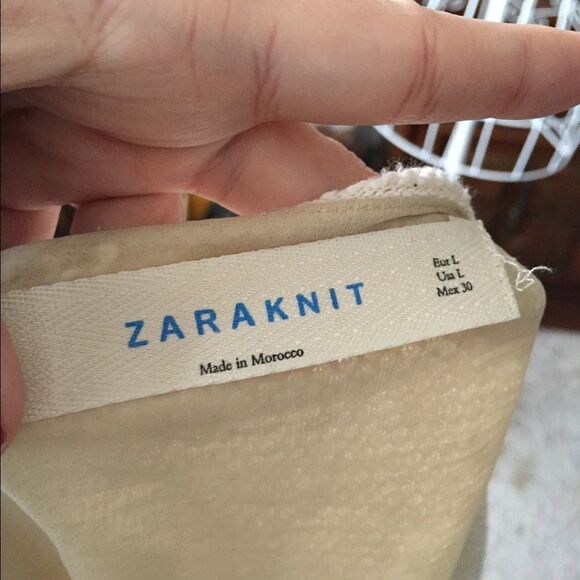 ZARAKNIT
Made in Morocco
Eur L
Usa L
Mex 30